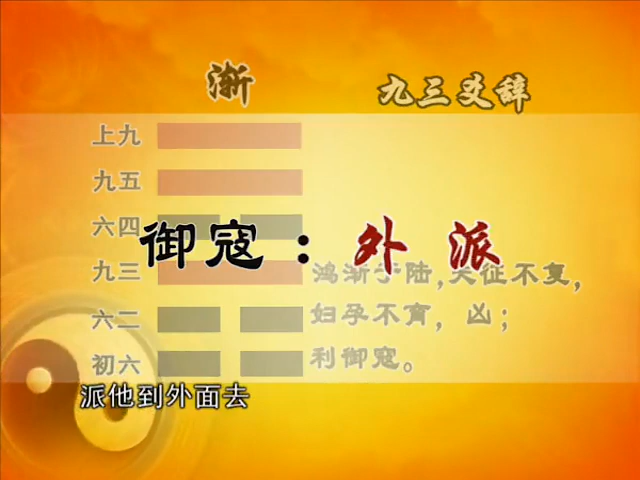 渐 九三爻辞
上九
九五
六四
御寇：外派
九三 鸿渐于陆，夫征不复，
六二 妇孕不育，凶；
初六 利御寇。
派他到外面去